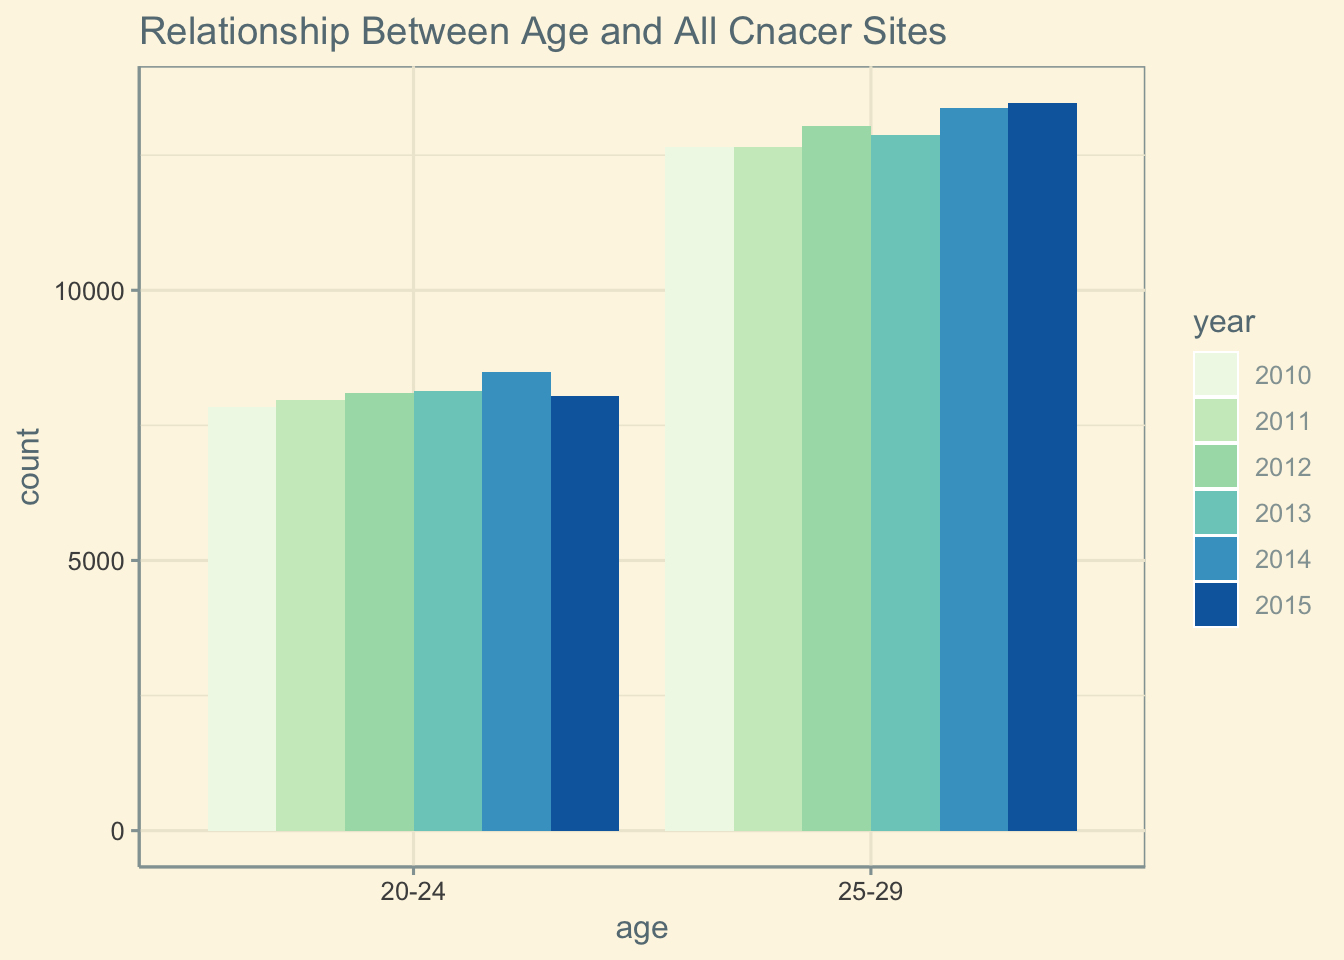 Relationship Between Age and All Cnacer Sites
count
10000
5000
0
20-24
25-29
age
year
2010
2011
2012
2013
2014
2015